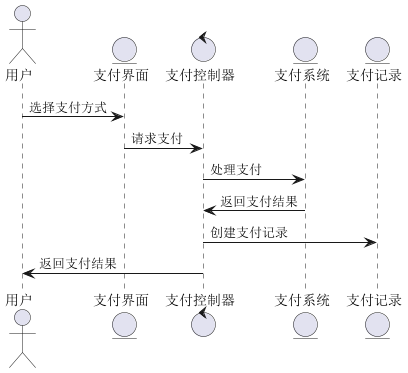 用户 支付界面 支付控制器 支付系统 支付记录
选择支付方式
请求支付
处理支付
返回支付结果
创建支付记录
返回支付结果
用户 支付界面 支付控制器 支付系统 支付记录